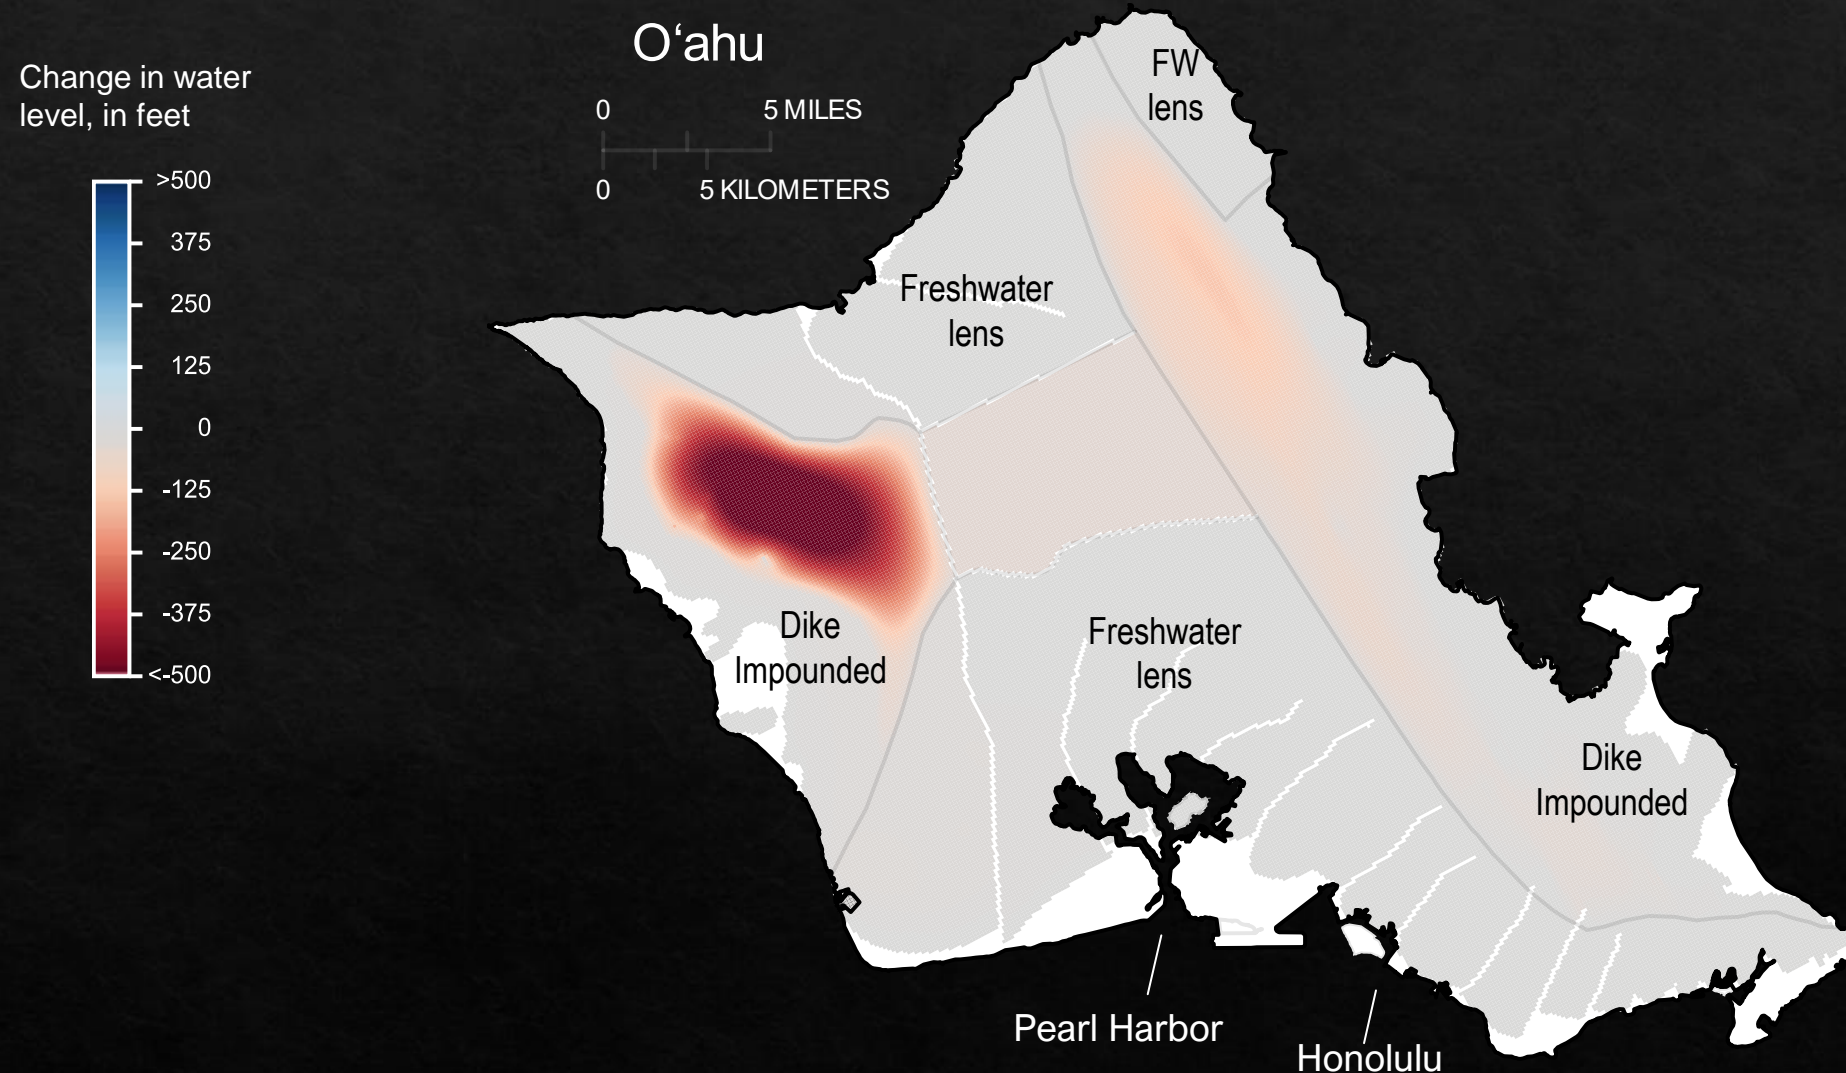 Oʻahu
Change in water
level, in feet
0 5 MILES
0 5 KILOMETERS
>500
375
250
125
0
-125
-250
-375
<-500
FW
lens
Freshwater
lens
Dike
Impounded
Freshwater
lens
Dike
Impounded
Pearl Harbor
Honolulu